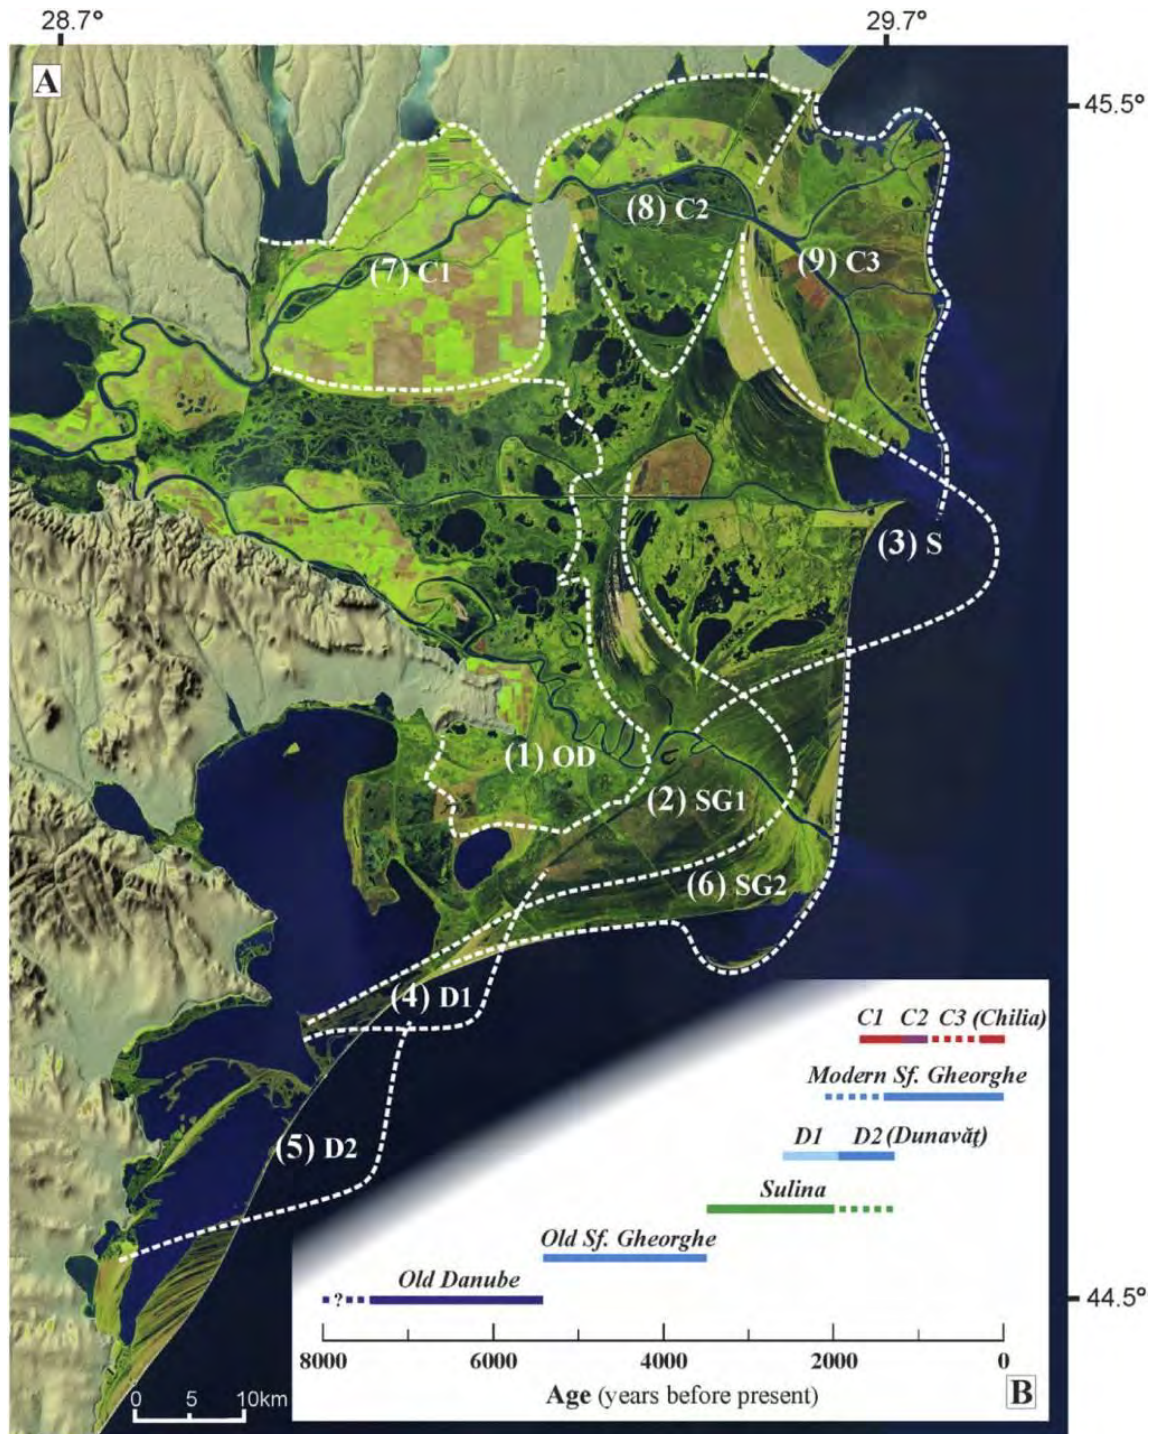 28.7°
29.7°
A
45.5°
(8) C2
(7) C1
(9) C3
(3) S
(1) OD
(2) SG1
(6) SG2
(4) D1
C1 C2 C3 (Chilia)
Modern Sf. Gheorghe
D1 D2 (Dunavăţ)
(5) D2
Sulina
Old Sf. Gheorghe
Old Danube
?
44.5°
8000 6000 4000 2000 0
0 5 10km
Age (years before present)
B